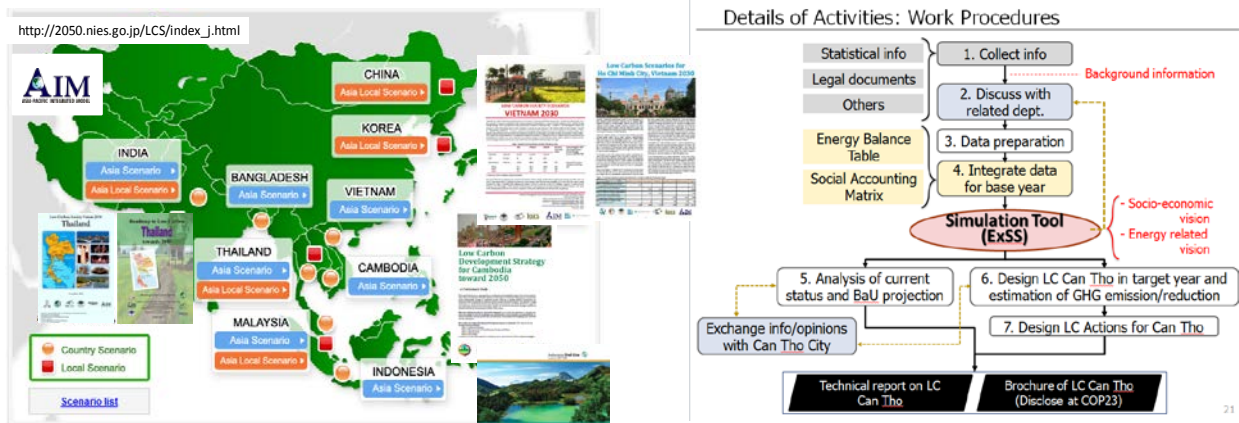 http://2050.nies.go.jp/LCS/index_j.html
AIM
ASIA-PACIFIC INTEGRATED MODEL
CHINA
Asia Local Scenario
KOREA
Asia Local Scenario
INDIA
Asia Scenario
Asia Local Scenario
BANGLADESH
Asia Scenario
VIETNAM
Asia Scenario
THAILAND
Asia Scenario
Asia Local Scenario
CAMBODIA
Asia Scenario
MALAYSIA
Asia Scenario
Asia Local Scenario
INDONESIA
Asia Scenario
Country Scenario
Local Scenario
Scenario list
Thailand
Thailand
VIETNAM 2030
Low Carbon Scenarios for
Ho Chi Minh City, Vietnam 2030
Low Carbon
Development Strategy
for Cambodia
toward 2050
Details of Activities: Work Procedures
Statistical info
Legal documents
Others
1. Collect info
Background information
2. Discuss with
related dept.
Energy Balance
Table
Social Accounting
Matrix
3. Data preparation
4. Integrate data
for base year
Simulation Tool
(ExSS)
- Socio-economic
vision
- Energy related
vision
5. Analysis of current
status and BaU projection
6. Design LC Can Tho in target year and
estimation of GHG emission/reduction
Exchange info/opinions
with Can Tho City
7. Design LC Actions for Can Tho
Technical report on LC
Can Tho
Brochure of LC Can Tho
(Disclose at COP23)
21